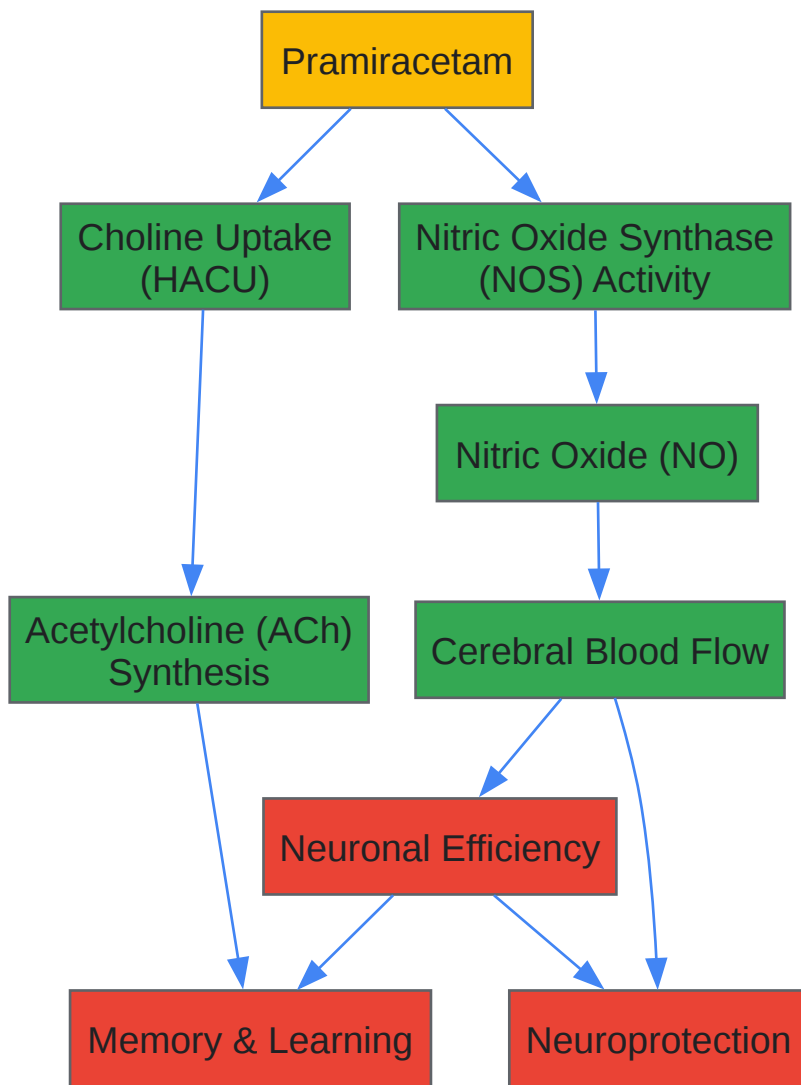 Pramiracetam
Choline Uptake
(HACU)
Nitric Oxide Synthase
(NOS) Activity
Nitric Oxide (NO)
Acetylcholine (ACh)
Synthesis
Cerebral Blood Flow
Neuronal Efficiency
Memory & Learning
Neuroprotection